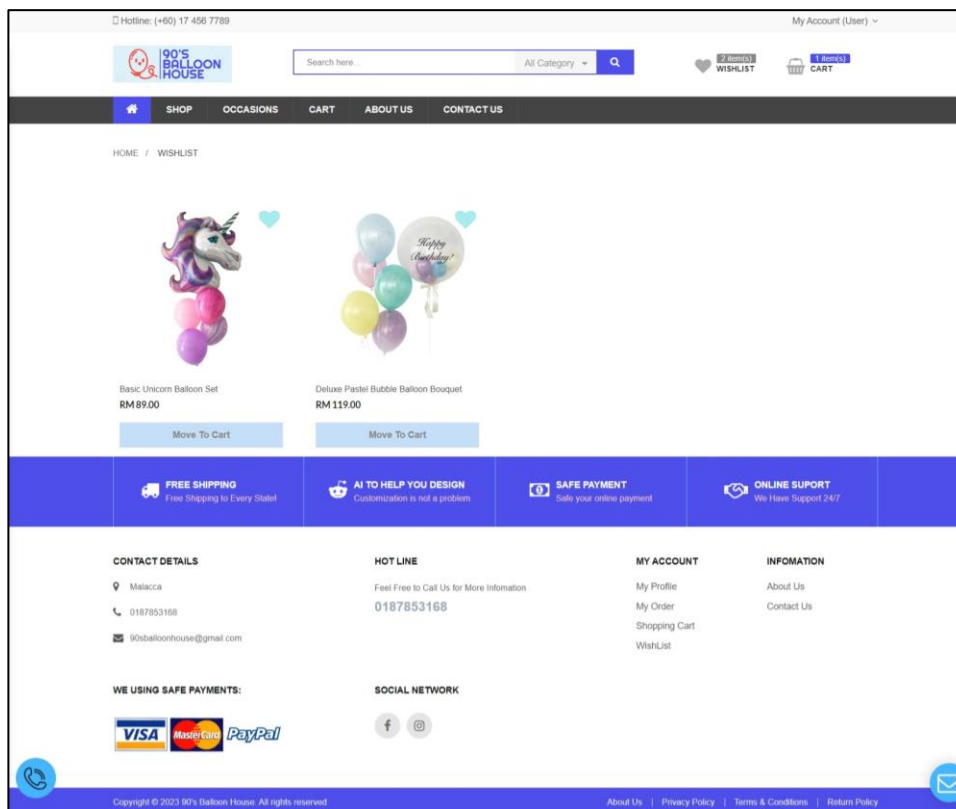 Hotline: (+60) 17 456 7789
My Account (User)
90'S
BALLOON
HOUSE
Search here...
All Category
2 item(s)
WISHLIST
1 item(s)
CART
SHOP OCCASIONS CART ABOUT US CONTACT US
HOME / WISHLIST
Happy
Birthday!
Basic Unicorn Balloon Set
RM 89.00
Move To Cart
Deluxe Pastel Bubble Balloon Bouquet
RM 119.00
Move To Cart
FREE SHIPPING
Free Shipping to Every State!
AI TO HELP YOU DESIGN
Customization is not a problem
SAFE PAYMENT
Safe your online payment
ONLINE SUPORT
We Have Support 24/7
CONTACT DETAILS
Malacca
0187853168
90sballoonhouse@gmail.com
HOT LINE
Feel Free to Call Us for More Infomation
0187853168
MY ACCOUNT
My Profile
My Order
Shopping Cart
WishList
INFOMATION
About Us
Contact Us
WE USING SAFE PAYMENTS:
VISA MasterCard PayPal
SOCIAL NETWORK
Copyright © 2023 90's Balloon House. All rights reserved
About Us | Privacy Policy | Terms & Conditions | Return Policy